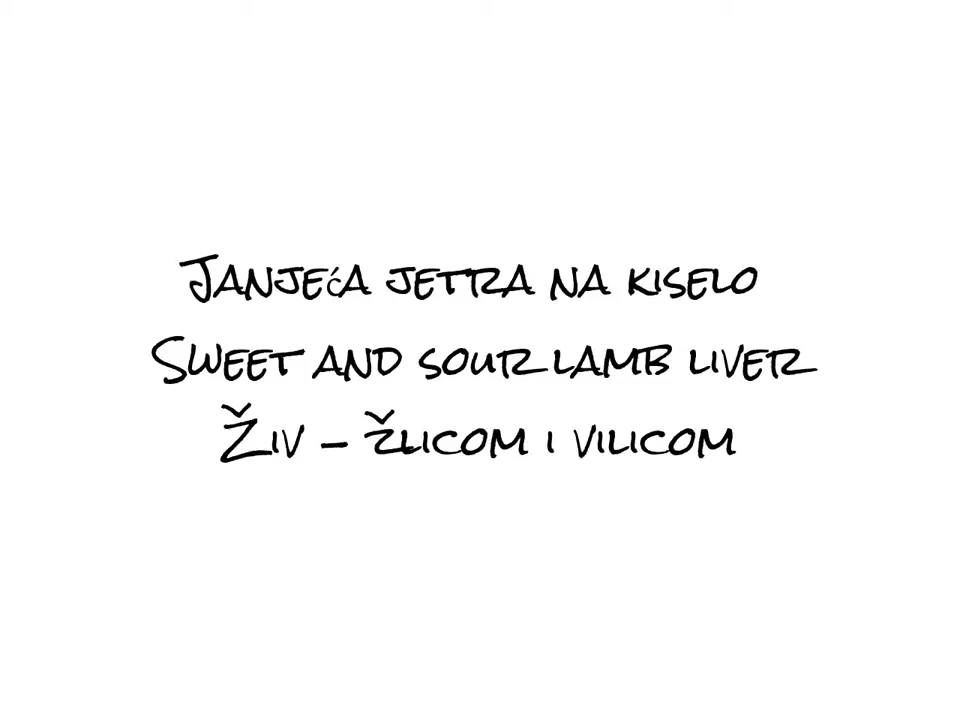 Janjeća jetra na kiselo
Sweet and sour lamb liver
Živ – žlicom i vilicom